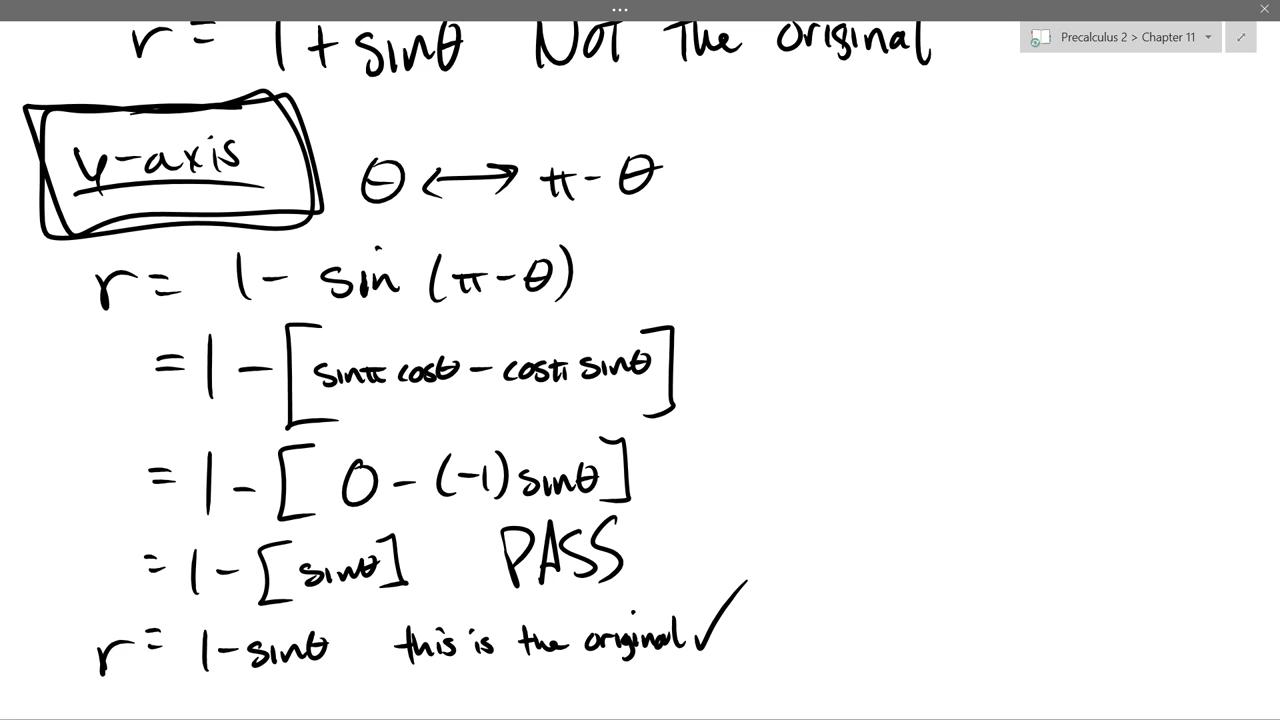 Precalculus 2 > Chapter 11
r = 1 + sinθ Not the original
y-axis θ ⟷ π - θ
r = 1 - sin (π - θ)
= 1 - [sinπ cosθ - cosπ sinθ]
= 1 - [0 - (-1) sinθ]
= 1 - [sinθ] PASS
r = 1 - sinθ this is the original ✓